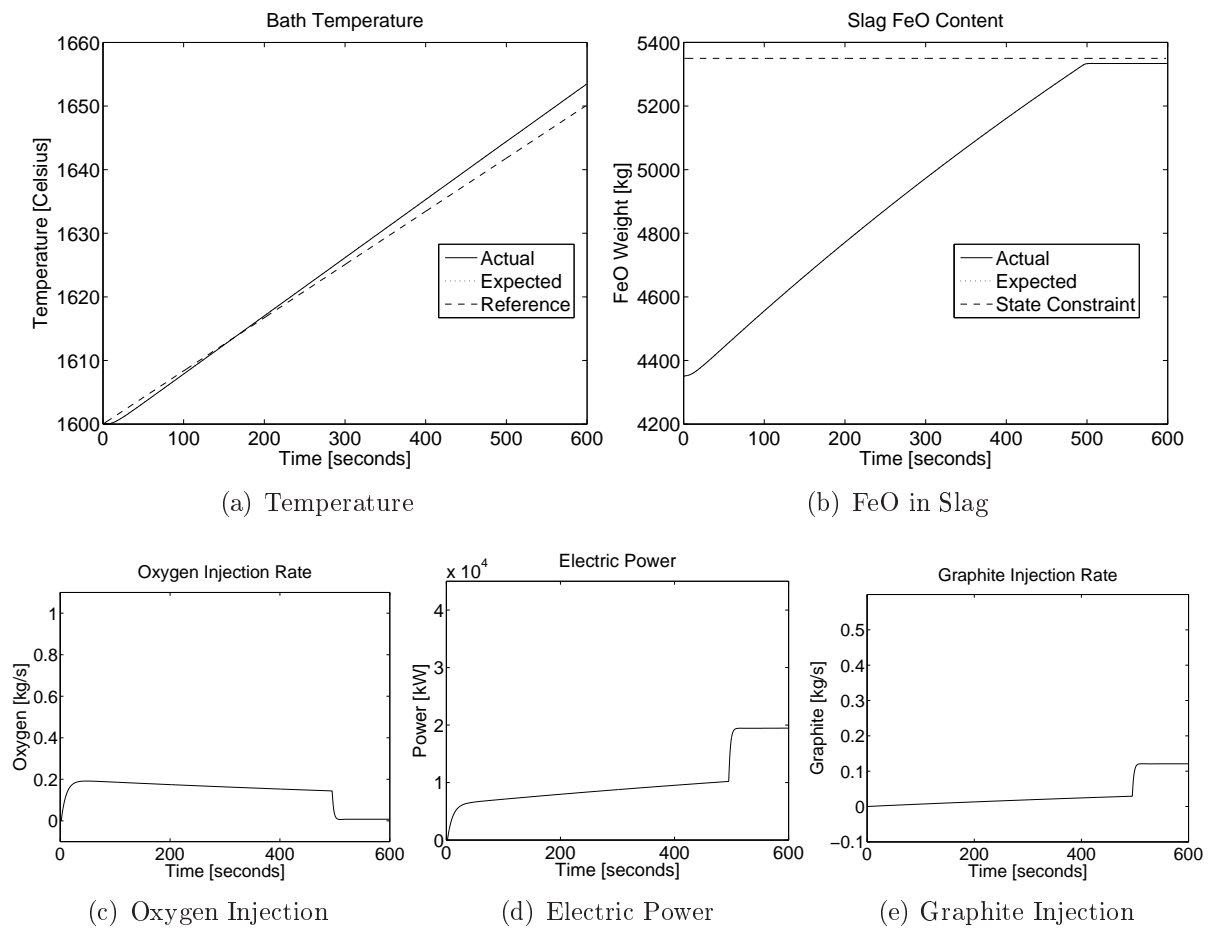 Bath Temperature
1660
1650
1640
1630
1620
1610
1600
0 100 200 300 400 500 600
Temperature [Celsius]
Time [seconds]
Actual
Expected
Reference
(a) Temperature
Slag FeO Content
5400
5200
5000
4800
4600
4400
4200
0 100 200 300 400 500 600
FeO Weight [kg]
Time [seconds]
Actual
Expected
State Constraint
(b) FeO in Slag
Oxygen Injection Rate
1
0.8
0.6
0.4
0.2
0
0 200 400 600
Oxygen [kg/s]
Time [seconds]
(c) Oxygen Injection
Electric Power
x 10^4
4
3
2
1
0
0 200 400 600
Power [kW]
Time [seconds]
(d) Electric Power
Graphite Injection Rate
0.5
0.4
0.3
0.2
0.1
0
−0.1
0 200 400 600
Graphite [kg/s]
Time [seconds]
(e) Graphite Injection